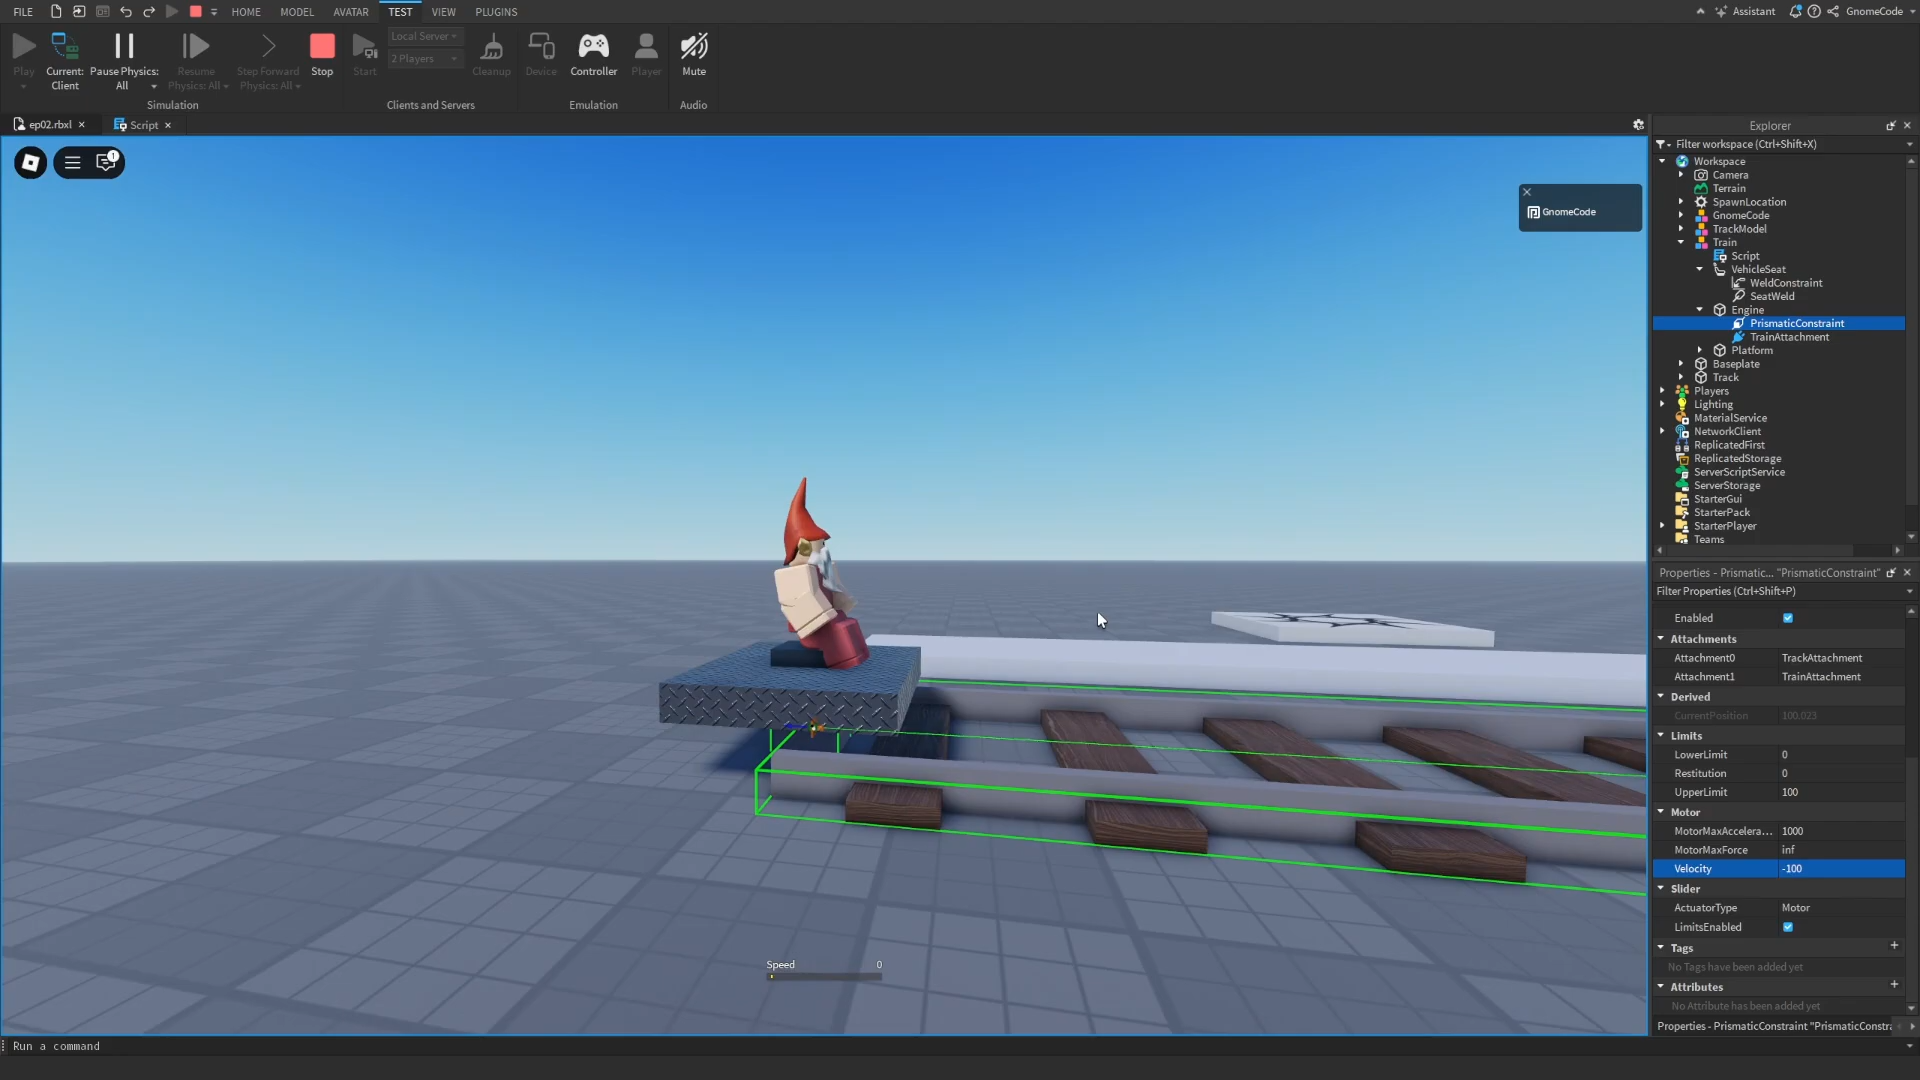 FILE
HOME
MODEL
AVATAR
TEST
VIEW
PLUGINS
Assistant
GnomeCode
Play
Current:
Client
Pause Physics:
All
Resume
Physics: All
Step Forward
Physics: All
Stop
Start
Local Server
2 Players
Cleanup
Device
Controller
Player
Mute
Simulation
Clients and Servers
Emulation
Audio
ep02.rbxl
Script
1
GnomeCode
Speed 0
Explorer
Filter workspace (Ctrl+Shift+X)
Workspace
Camera
Terrain
SpawnLocation
GnomeCode
TrackModel
Train
Script
VehicleSeat
WeldConstraint
SeatWeld
Engine
PrismaticConstraint
TrainAttachment
Platform
Baseplate
Track
Players
Lighting
MaterialService
NetworkClient
ReplicatedFirst
ReplicatedStorage
ServerScriptService
ServerStorage
StarterGui
StarterPack
StarterPlayer
Teams
Properties - Prismatic... "PrismaticConstraint"
Filter Properties (Ctrl+Shift+P)
Enabled
Attachments
Attachment0 TrackAttachment
Attachment1 TrainAttachment
Derived
CurrentPosition 100.023
Limits
LowerLimit 0
Restitution 0
UpperLimit 100
Motor
MotorMaxAccelera... 1000
MotorMaxForce inf
Velocity -100
Slider
ActuatorType Motor
LimitsEnabled
Tags
No Tags have been added yet
Attributes
No Attribute has been added yet
Properties - PrismaticConstraint "PrismaticConstra
Run a command